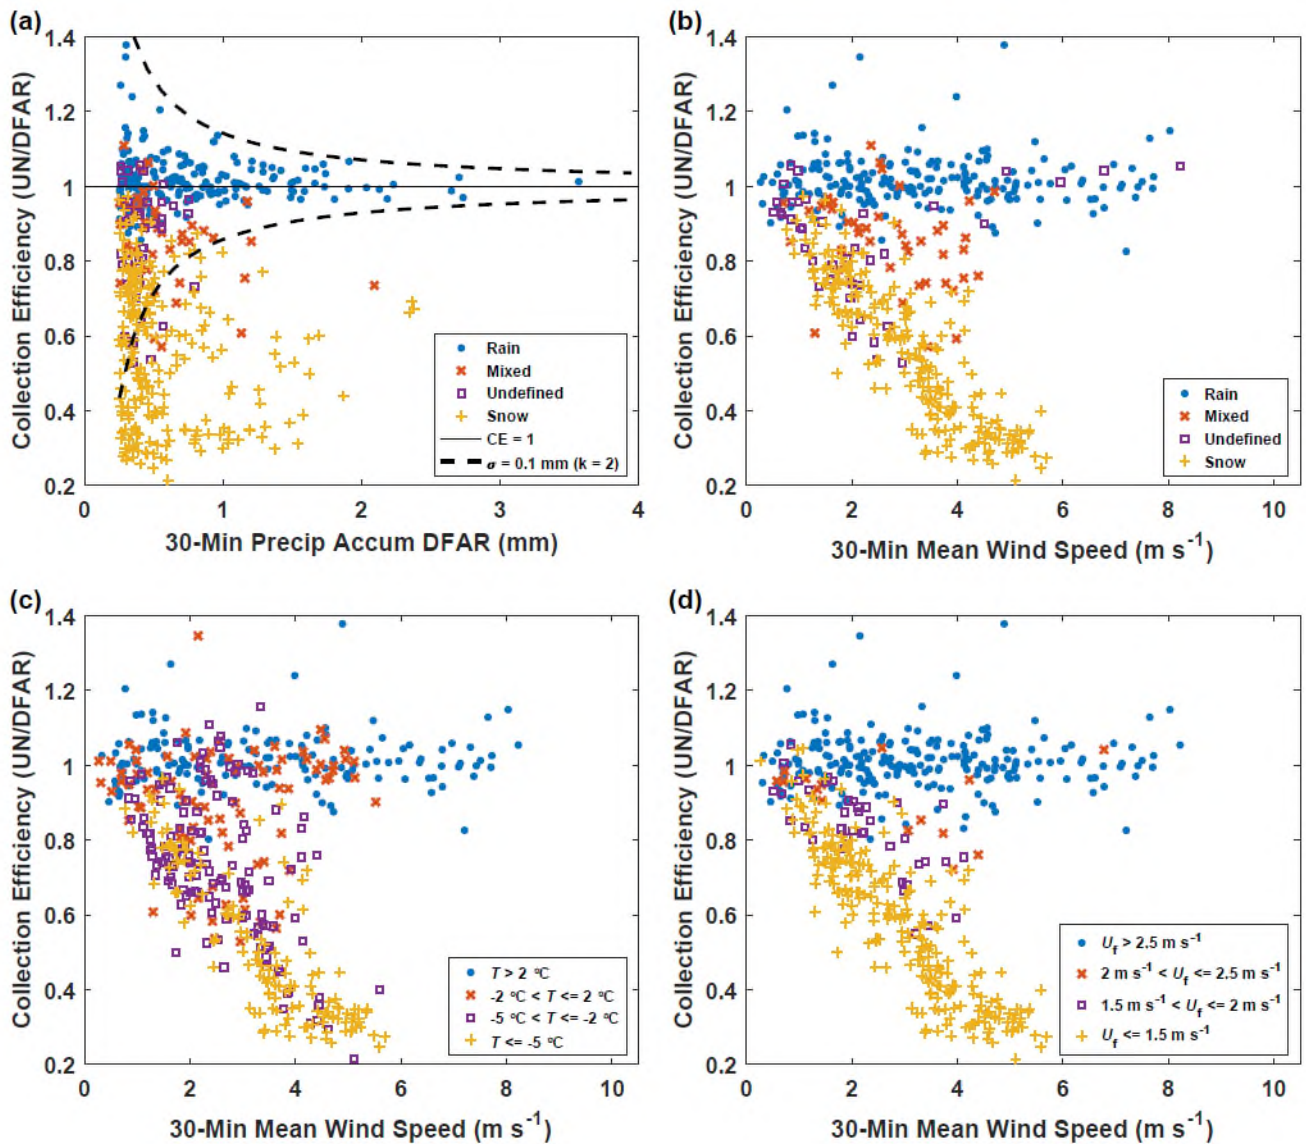 (a)
1.4
1.2
1
0.8
0.6
0.4
0.2
Collection Efficiency (UN/DFAR)
Rain
Mixed
Undefined
Snow
CE = 1
σ = 0.1 mm (k = 2)
0 1 2 3 4
30-Min Precip Accum DFAR (mm)
(b)
1.4
1.2
1
0.8
0.6
0.4
0.2
Collection Efficiency (UN/DFAR)
Rain
Mixed
Undefined
Snow
0 2 4 6 8 10
30-Min Mean Wind Speed (m s⁻¹)
(c)
1.4
1.2
1
0.8
0.6
0.4
0.2
Collection Efficiency (UN/DFAR)
T > 2 °C
-2 °C < T <= 2 °C
-5 °C < T <= -2 °C
T <= -5 °C
0 2 4 6 8 10
30-Min Mean Wind Speed (m s⁻¹)
(d)
1.4
1.2
1
0.8
0.6
0.4
0.2
Collection Efficiency (UN/DFAR)
U_f > 2.5 m s⁻¹
2 m s⁻¹ < U_f <= 2.5 m s⁻¹
1.5 m s⁻¹ < U_f <= 2 m s⁻¹
U_f <= 1.5 m s⁻¹
0 2 4 6 8 10
30-Min Mean Wind Speed (m s⁻¹)